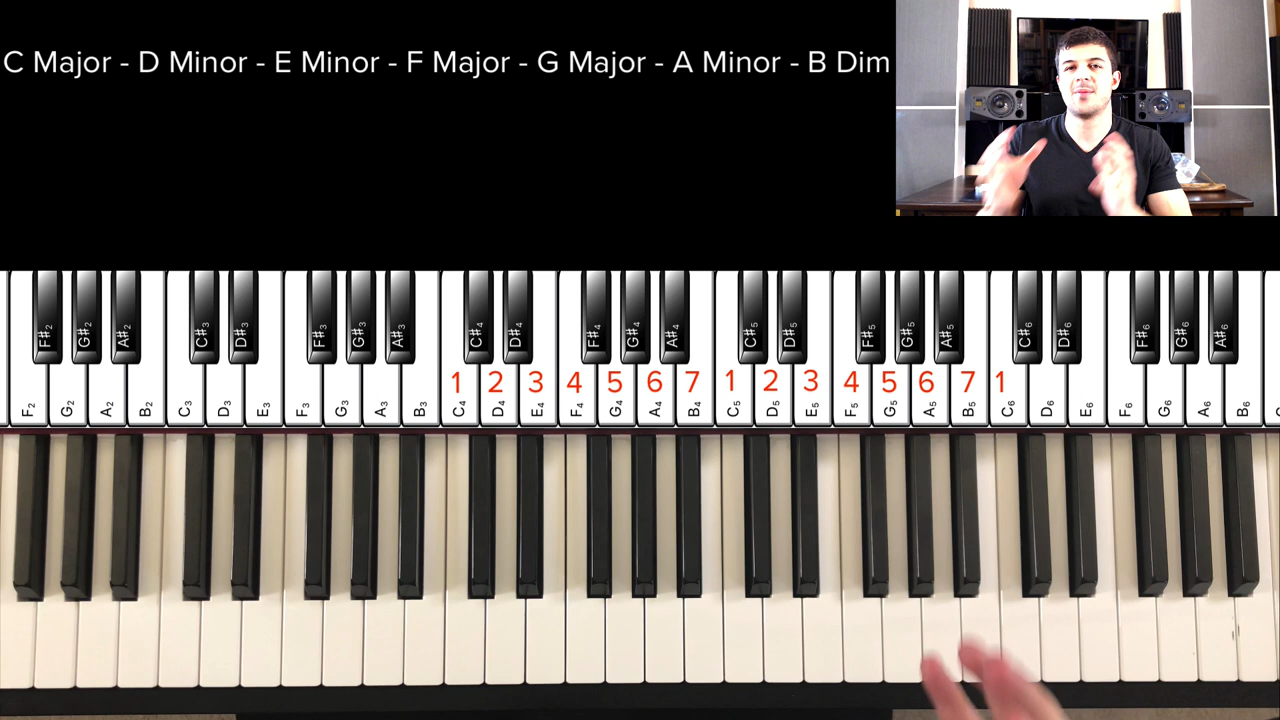 C Major - D Minor - E Minor - F Major - G Major - A Minor - B Dim
F#2 G#2 A#2 C#3 D#3 F#3 G#3 A#3 C#4 D#4 F#4 G#4 A#4 C#5 D#5 F#5 G#5 A#5 C#6 D#6 F#6 G#6 A#6
1 2 3 4 5 6 7 1 2 3 4 5 6 7 1
F2 G2 A2 B2 C3 D3 E3 F3 G3 A3 B3 C4 D4 E4 F4 G4 A4 B4 C5 D5 E5 F5 G5 A5 B5 C6 D6 E6 F6 G6 A6 B6